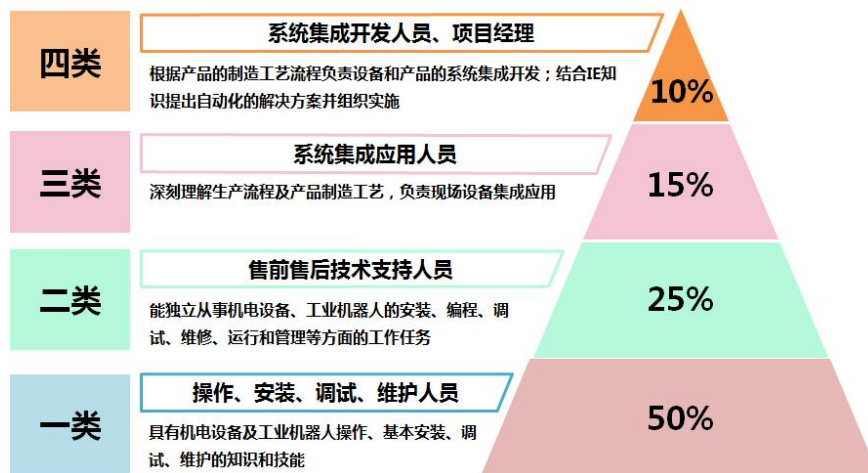 四类
系统集成开发人员、项目经理
根据产品的制造工艺流程负责设备和产品的系统集成开发；结合IE知
识提出自动化的解决方案并组织实施
10%
三类
系统集成应用人员
深刻理解生产流程及产品制造工艺，负责现场设备集成应用
15%
二类
售前售后技术支持人员
能独立从事机电设备、工业机器人的安装、编程、调
试、维修、运行和管理等方面的工作任务
25%
一类
操作、安装、调试、维护人员
具有机电设备及工业机器人操作、基本安装、调
试、维护的知识和技能
50%